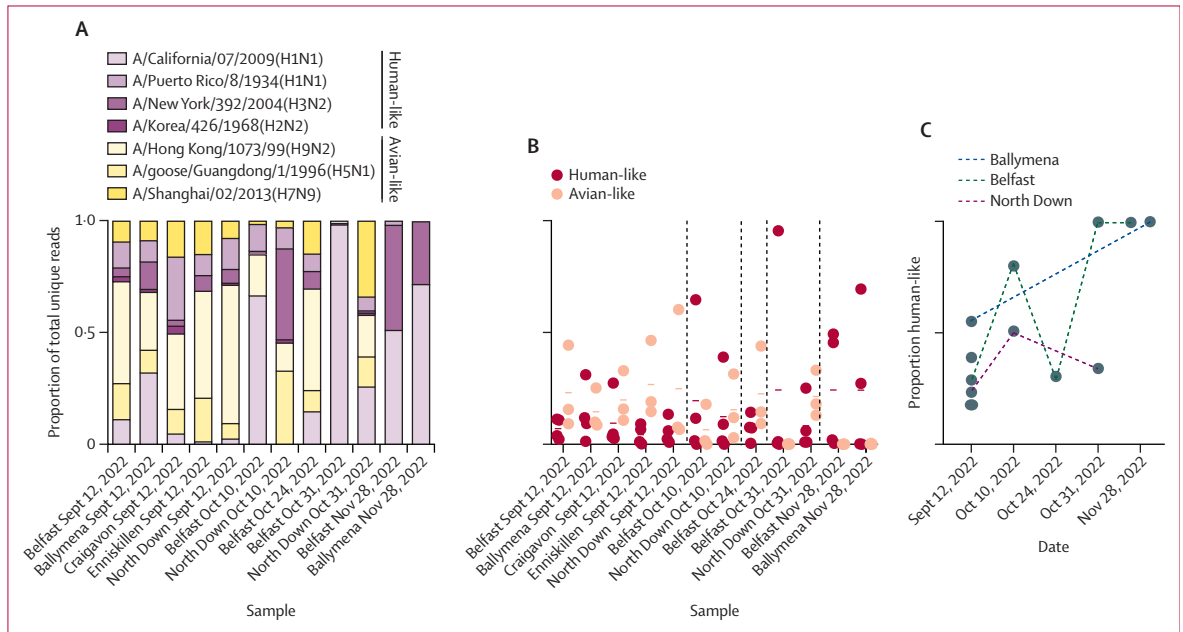 A
A/California/07/2009(H1N1)
A/Puerto Rico/8/1934(H1N1)
A/New York/392/2004(H3N2)
A/Korea/426/1968(H2N2)
A/Hong Kong/1073/99(H9N2)
A/goose/Guangdong/1/1996(H5N1)
A/Shanghai/02/2013(H7N9)
Human-like
Avian-like
1·0
0·5
0
Proportion of total unique reads
Belfast Sept 12, 2022
Ballymena Sept 12, 2022
Craigavon Sept 12, 2022
Enniskillen Sept 12, 2022
North Down Sept 12, 2022
Belfast Oct 10, 2022
North Down Oct 10, 2022
Belfast Oct 24, 2022
Belfast Oct 31, 2022
North Down Oct 31, 2022
Belfast Nov 28, 2022
Ballymena Nov 28, 2022
Sample
B
Human-like
Avian-like
Belfast Sept 12, 2022
Ballymena Sept 12, 2022
Craigavon Sept 12, 2022
Enniskillen Sept 12, 2022
North Down Sept 12, 2022
Belfast Oct 10, 2022
North Down Oct 10, 2022
Belfast Oct 24, 2022
Belfast Oct 31, 2022
North Down Oct 31, 2022
Belfast Nov 28, 2022
Ballymena Nov 28, 2022
Sample
C
Ballymena
Belfast
North Down
Proportion human-like
Sept 12, 2022
Oct 10, 2022
Oct 24, 2022
Oct 31, 2022
Nov 28, 2022
Date